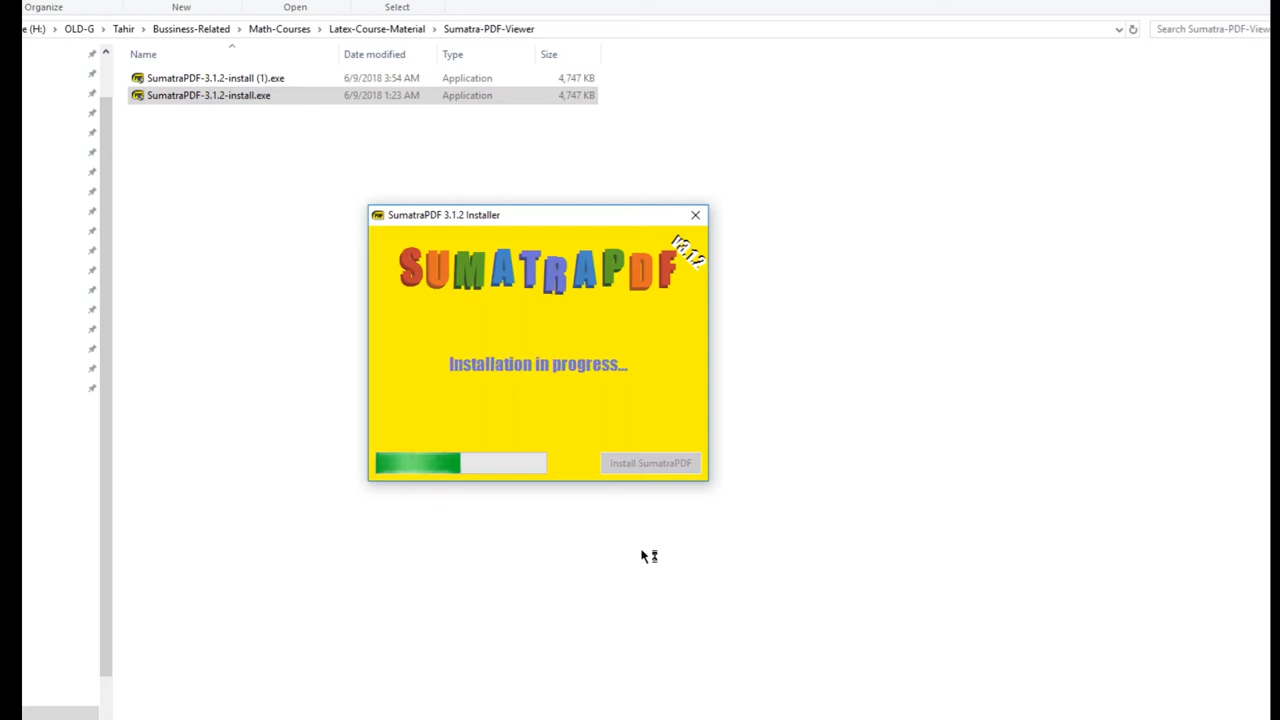 Organize New Open Select
e (H:) > OLD-G > Tahir > Bussiness-Related > Math-Courses > Latex-Course-Material > Sumatra-PDF-Viewer
Search Sumatra-PDF-View
Name Date modified Type Size
SumatraPDF-3.1.2-install (1).exe 6/9/2018 3:54 AM Application 4,747 KB
SumatraPDF-3.1.2-install.exe 6/9/2018 1:23 AM Application 4,747 KB
SumatraPDF 3.1.2 Installer
SUMATRAPDF
v3.1.2
Installation in progress...
Install SumatraPDF